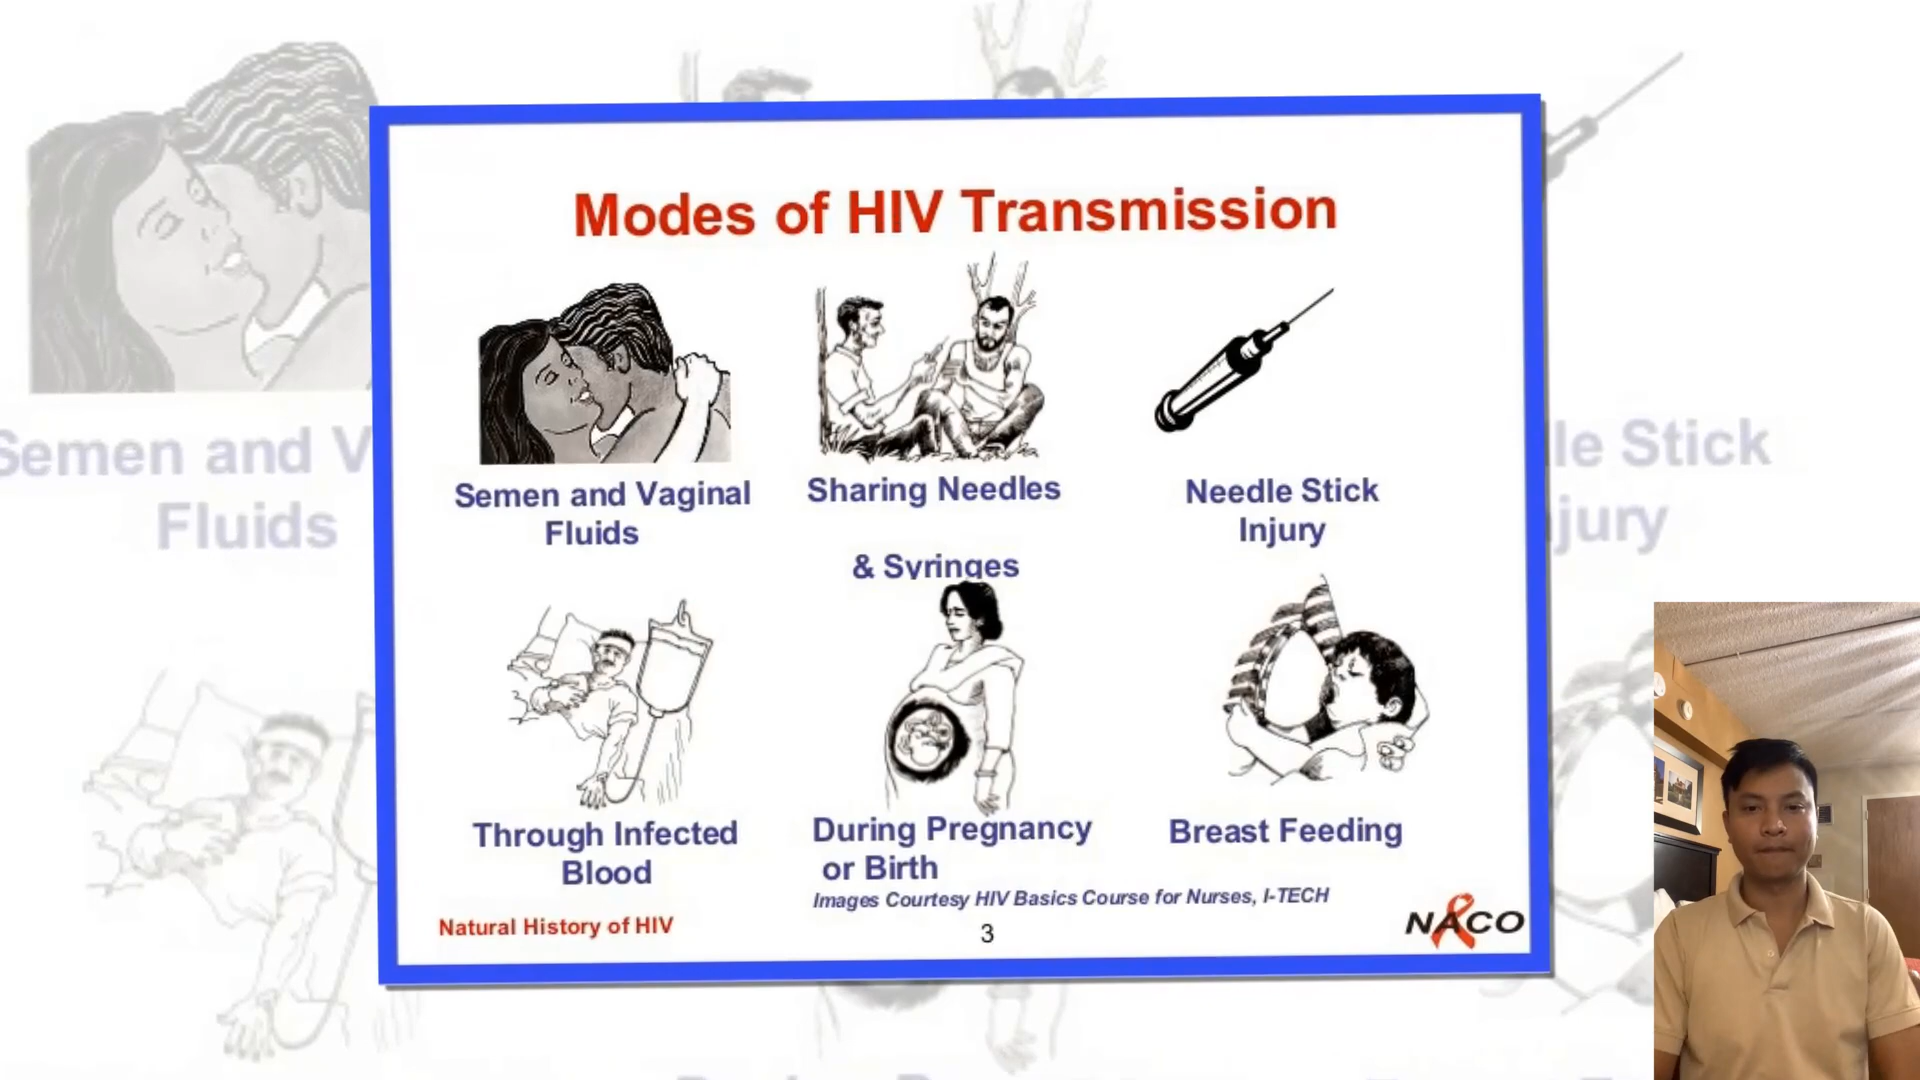 Modes of HIV Transmission
Semen and Vaginal
Fluids
Sharing Needles
& Syringes
Needle Stick
Injury
Through Infected
Blood
During Pregnancy
or Birth
Breast Feeding
Images Courtesy HIV Basics Course for Nurses, I-TECH
Natural History of HIV
3
NACO
Semen and V
Fluids
le Stick
jury